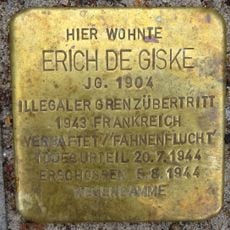 HIER WOHNTE
ERICH DE GISKE
JG. 1904
ILLEGALER GRENZÜBERTRITT
1943 FRANKREICH
VERHAFTET/FAHNENFLUCHT
TODESURTEIL 20.7.1944
ERSCHOSSEN 5.8.1944